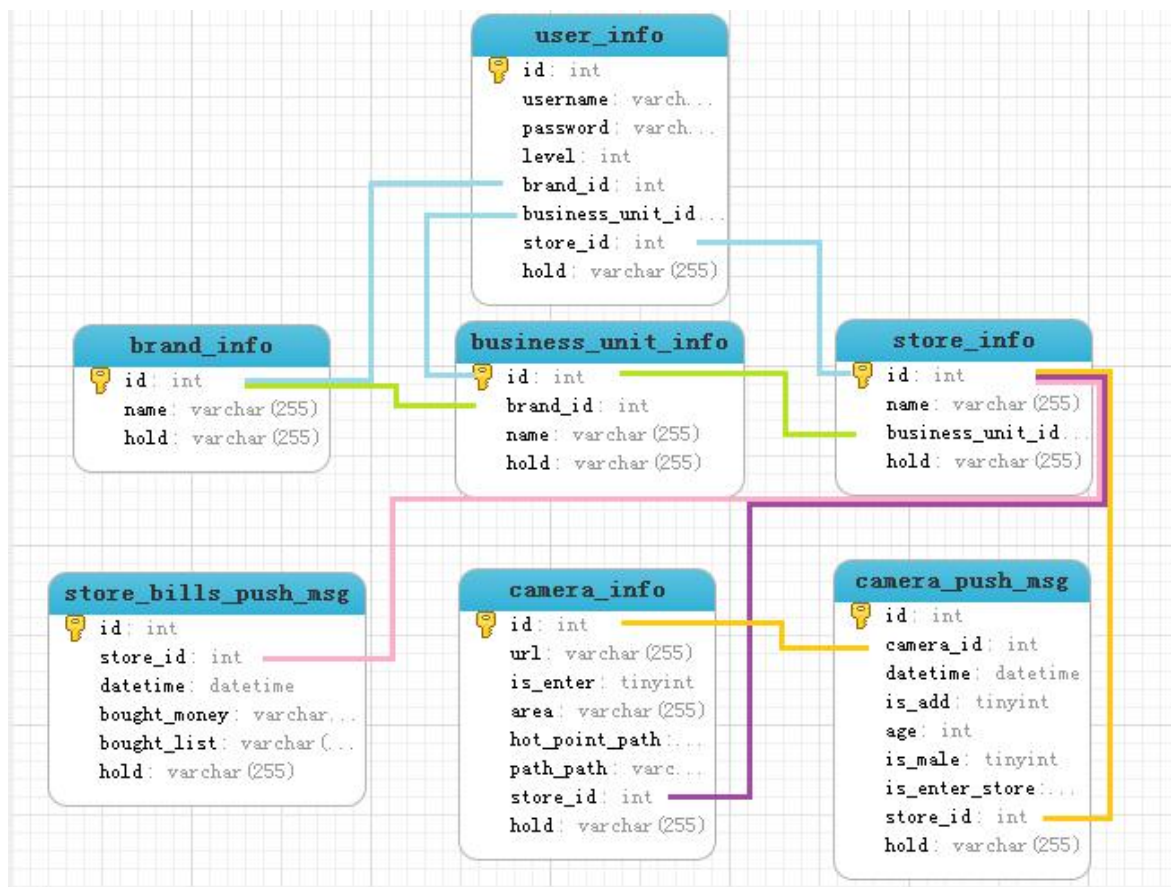 user_info
id: int
username: varch...
password: varch...
level: int
brand_id: int
business_unit_id...
store_id: int
hold: varchar(255)
brand_info
id: int
name: varchar(255)
hold: varchar(255)
business_unit_info
id: int
brand_id: int
name: varchar(255)
hold: varchar(255)
store_info
id: int
name: varchar(255)
business_unit_id...
hold: varchar(255)
store_bills_push_msg
id: int
store_id: int
datetime: datetime
bought_money: varchar...
bought_list: varchar(...
hold: varchar(255)
camera_info
id: int
url: varchar(255)
is_enter: tinyint
area: varchar(255)
hot_point_path:...
path_path: varc...
store_id: int
hold: varchar(255)
camera_push_msg
id: int
camera_id: int
datetime: datetime
is_add: tinyint
age: int
is_male: tinyint
is_enter_store:...
store_id: int
hold: varchar(255)